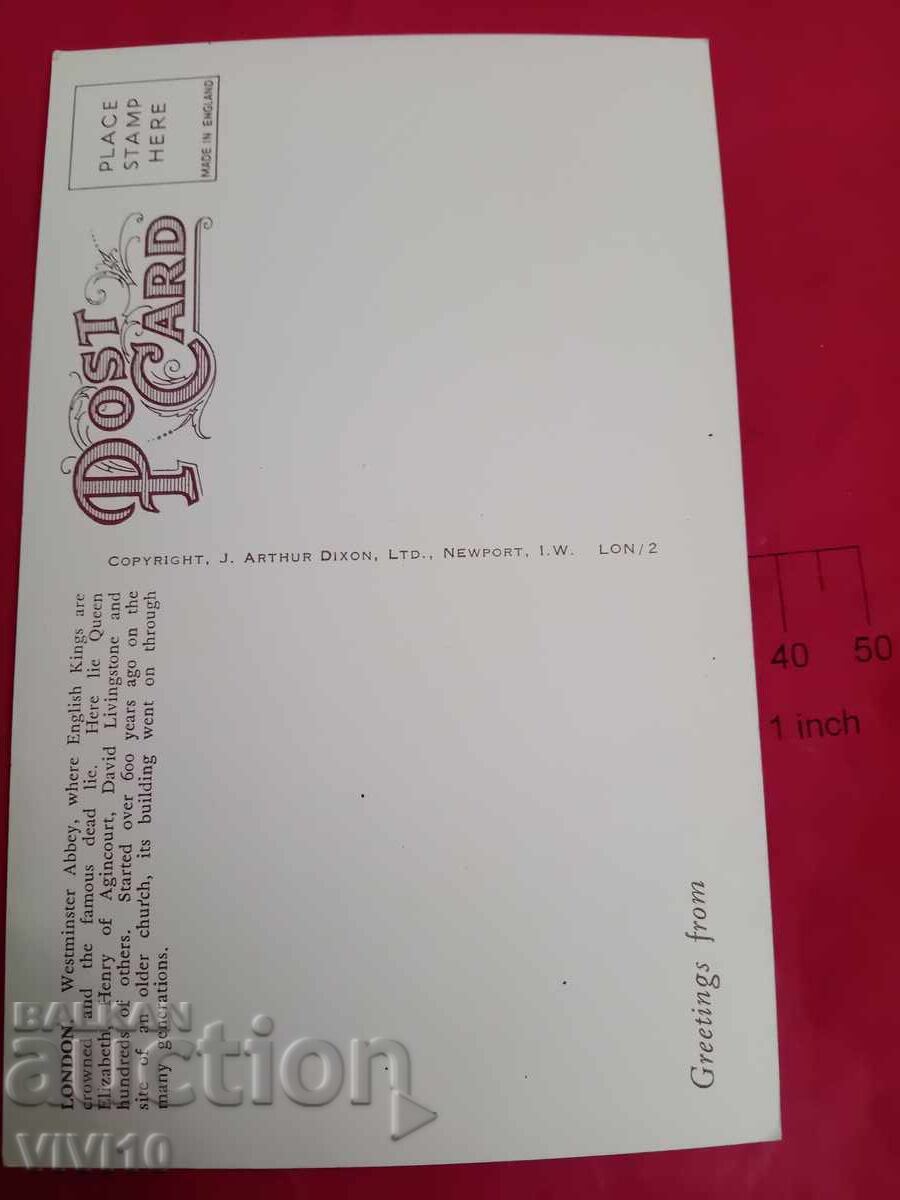 LONDON. Westminster Abbey, where English Kings are
crowned and the famous dead lie. Here lie Queen
Elizabeth, Henry of Agincourt, David Livingstone and
hundreds of others. Started over 600 years ago on the
site of an older church, its building went on through
many generations.
POST
CARD
PLACE
STAMP
HERE
MADE IN ENGLAND
COPYRIGHT, J. ARTHUR DIXON, LTD., NEWPORT, I.W. LON/2
Greetings from
40 50
1 inch
BALKAN
auction
VIVI10